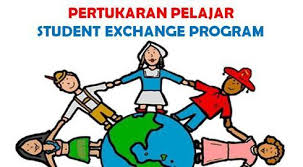 PERTUKARAN PELAJAR
STUDENT EXCHANGE PROGRAM